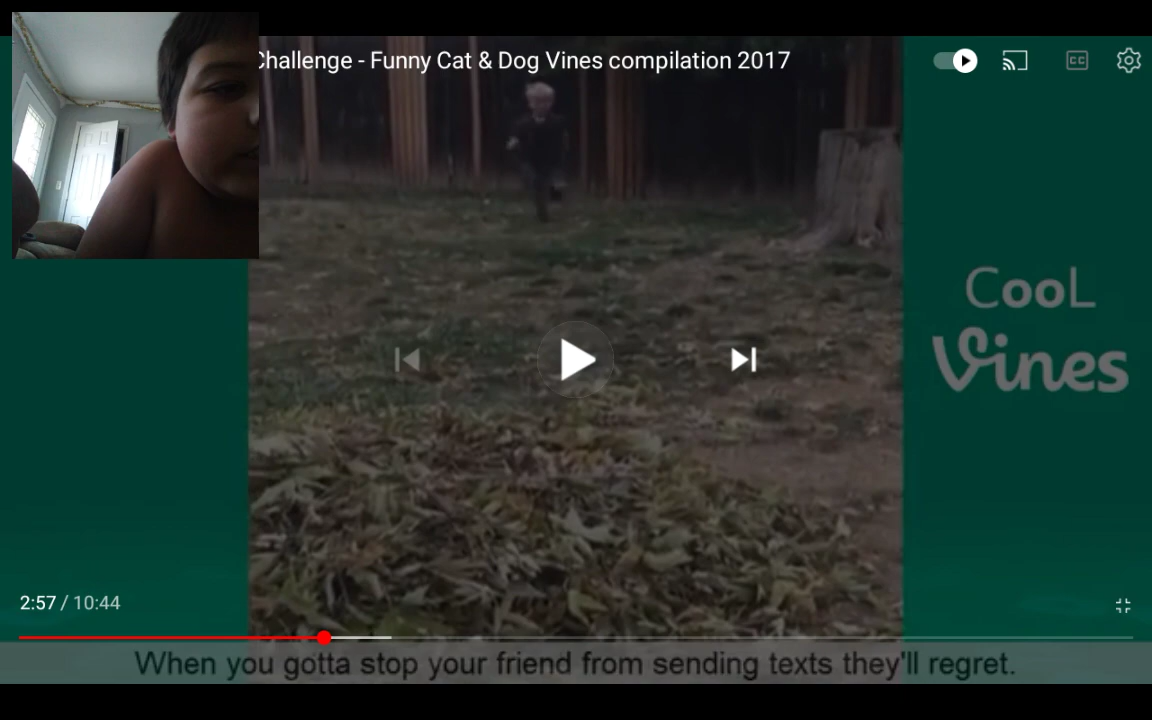 Challenge - Funny Cat & Dog Vines compilation 2017
CC
CooL
Vines
2:57 / 10:44
When you gotta stop your friend from sending texts they'll regret.